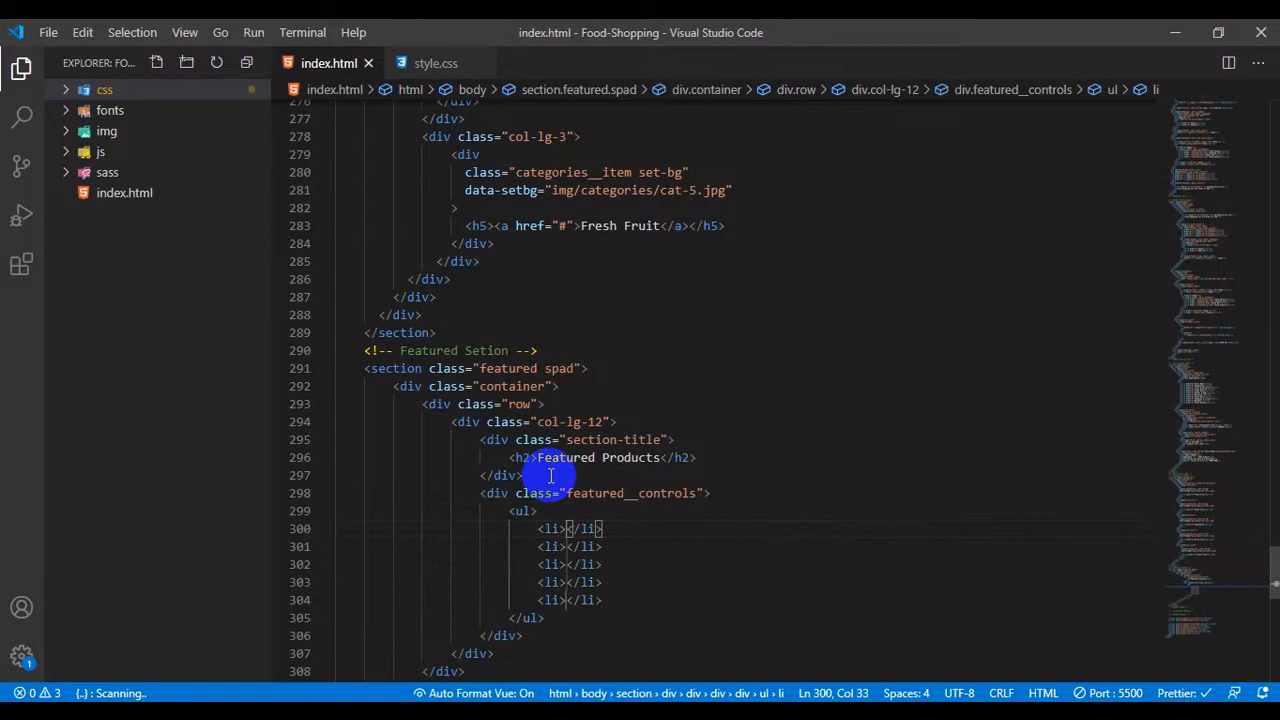 File Edit Selection View Go Run Terminal Help index.html - Food-Shopping - Visual Studio Code
EXPLORER: FO... index.html style.css
css
fonts
img
js
sass
index.html
index.html html body section.featured.spad div.container div.row div.col-lg-12 div.featured__controls ul li
276 </div>
277 </div>
278 <div class="col-lg-3">
279 <div
280 class="categories__item set-bg"
281 data-setbg="img/categories/cat-5.jpg"
282 >
283 <h5><a href="#">Fresh Fruit</a></h5>
284 </div>
285 </div>
286 </div>
287 </div>
288 </div>
289 </section>
290 <!-- Featured Section -->
291 <section class="featured spad">
292 <div class="container">
293 <div class="row">
294 <div class="col-lg-12">
295 <div class="section-title">
296 h2>Featured Products</h2>
297 </div>
298 class="featured__controls">
299 ul>
300 <li></li>
301 <li></li>
302 <li></li>
303 <li></li>
304 <li></li>
305 </ul>
306 </div>
307 </div>
308 </div>
1 0 3 {..} : Scanning.. Auto Format Vue: On html > body > section > div > div > div > div > ul > li Ln 300, Col 33 Spaces: 4 UTF-8 CRLF HTML Port : 5500 Prettier: ✓